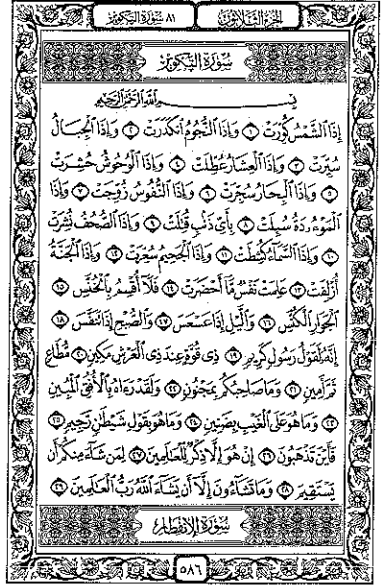 الجزء الثلاثون ٨١ سورة التكوير
سورة التكوير
بسم الله الرحمن الرحيم
إِذَا الشَّمْسُ كُوِّرَتْ ١ وَإِذَا النُّجُومُ انكَدَرَتْ ٢ وَإِذَا الْجِبَالُ
سُيِّرَتْ ٣ وَإِذَا الْعِشَارُ عُطِّلَتْ ٤ وَإِذَا الْوُحُوشُ حُشِرَتْ
٥ وَإِذَا الْبِحَارُ سُجِّرَتْ ٦ وَإِذَا النُّفُوسُ زُوِّجَتْ ٧ وَإِذَا
الْمَوْءُودَةُ سُئِلَتْ ٨ بِأَيِّ ذَنبٍ قُتِلَتْ ٩ وَإِذَا الصُّحُفُ نُشِرَتْ
١٠ وَإِذَا السَّمَاءُ كُشِطَتْ ١١ وَإِذَا الْجَحِيمُ سُعِّرَتْ ١٢ وَإِذَا الْجَنَّةُ
أُزْلِفَتْ ١٣ عَلِمَتْ نَفْسٌ مَّا أَحْضَرَتْ ١٤ فَلَا أُقْسِمُ بِالْخُنَّسِ ١٥
الْجَوَارِ الْكُنَّسِ ١٦ وَالَّيْلِ إِذَا عَسْعَسَ ١٧ وَالصُّبْحِ إِذَا تَنَفَّسَ ١٨
إِنَّهُ لَقَوْلُ رَسُولٍ كَرِيمٍ ١٩ ذِي قُوَّةٍ عِندَ ذِي الْعَرْشِ مَكِينٍ ٢٠ مُّطَاعٍ
ثَمَّ أَمِينٍ ٢١ وَمَا صَاحِبُكُم بِمَجْنُونٍ ٢٢ وَلَقَدْ رَءَاهُ بِالْأُفُقِ الْمُبِينِ
٢٣ وَمَا هُوَ عَلَى الْغَيْبِ بِضَنِينٍ ٢٤ وَمَا هُوَ بِقَوْلِ شَيْطَانٍ رَّجِيمٍ ٢٥
فَأَيْنَ تَذْهَبُونَ ٢٦ إِنْ هُوَ إِلَّا ذِكْرٌ لِّلْعَالَمِينَ ٢٧ لِمَن شَاءَ مِنكُمْ أَن
يَسْتَقِيمَ ٢٨ وَمَا تَشَاءُونَ إِلَّا أَن يَشَاءَ اللَّهُ رَبُّ الْعَالَمِينَ ٢٩
سورة الانفطار
٥٨٦